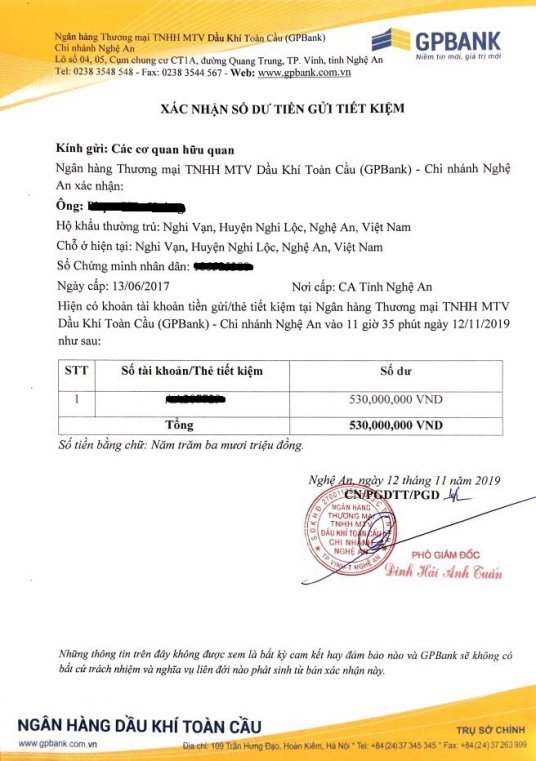 Ngân hàng Thương mại TNHH MTV Dầu Khí Toàn Cầu (GPBank)
Chi nhánh Nghệ An
Lô số 04, 05, Cụm chung cư CT1A, đường Quang Trung, TP. Vinh, tỉnh Nghệ An
Tel: 0238 3548 548 - Fax: 0238 3544 567 - Web: www.gpbank.com.vn
GPBANK
Niềm tin mới, giá trị mới
XÁC NHẬN SỐ DƯ TIỀN GỬI TIẾT KIỆM
Kính gửi: Các cơ quan hữu quan
Ngân hàng Thương mại TNHH MTV Dầu Khí Toàn Cầu (GPBank) - Chi nhánh Nghệ
An xác nhận:
Ông:
Hộ khẩu thường trú: Nghi Vạn, Huyện Nghi Lộc, Nghệ An, Việt Nam
Chỗ ở hiện tại: Nghi Vạn, Huyện Nghi Lộc, Nghệ An, Việt Nam
Số Chứng minh nhân dân:
Ngày cấp: 13/06/2017 Nơi cấp: CA Tỉnh Nghệ An
Hiện có khoản tài khoản tiền gửi/thẻ tiết kiệm tại Ngân hàng Thương mại TNHH MTV
Dầu Khí Toàn Cầu (GPBank) - Chi nhánh Nghệ An vào 11 giờ 35 phút ngày 12/11/2019
như sau:
STT Số tài khoản/Thẻ tiết kiệm Số dư
1 530,000,000 VND
Tổng 530,000,000 VND
Số tiền bằng chữ: Năm trăm ba mươi triệu đồng.
Nghệ An, ngày 12 tháng 11 năm 2019
CN/PGDTT/PGD
NGÂN HÀNG
THƯƠNG MẠI
TNHH MTV
DẦU KHÍ TOÀN CẦU
CHI NHÁNH
NGHỆ AN
TP. VINH-T. NGHỆ AN
PHÓ GIÁM ĐỐC
Đinh Hải Anh Tuấn
Những thông tin trên đây không được xem là bất kỳ cam kết hay đảm bảo nào và GPBank sẽ không có
bất cứ trách nhiệm và nghĩa vụ liên đới nào phát sinh từ bản xác nhận này.
NGÂN HÀNG DẦU KHÍ TOÀN CẦU
www.gpbank.com.vn
TRỤ SỞ CHÍNH
Địa chỉ: 109 Trần Hưng Đạo, Hoàn Kiếm, Hà Nội * Tel: +84 (24) 37 345 345 * Fax: +84 (24) 37 263 999